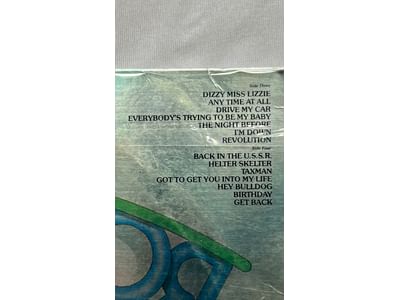 Side Three
DIZZY MISS LIZZIE
ANY TIME AT ALL
DRIVE MY CAR
EVERYBODY'S TRYING TO BE MY BABY
THE NIGHT BEFORE
I'M DOWN
REVOLUTION
Side Four
BACK IN THE U.S.S.R.
HELTER SKELTER
TAXMAN
GOT TO GET YOU INTO MY LIFE
HEY BULLDOG
BIRTHDAY
GET BACK